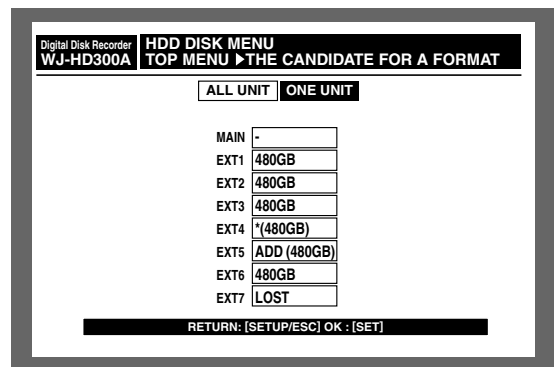 Digital Disk Recorder HDD DISK MENU
WJ-HD300A TOP MENU ▶THE CANDIDATE FOR A FORMAT
ALL UNIT ONE UNIT
MAIN -
EXT1 480GB
EXT2 480GB
EXT3 480GB
EXT4 *(480GB)
EXT5 ADD (480GB)
EXT6 480GB
EXT7 LOST
RETURN: [SETUP/ESC] OK : [SET]